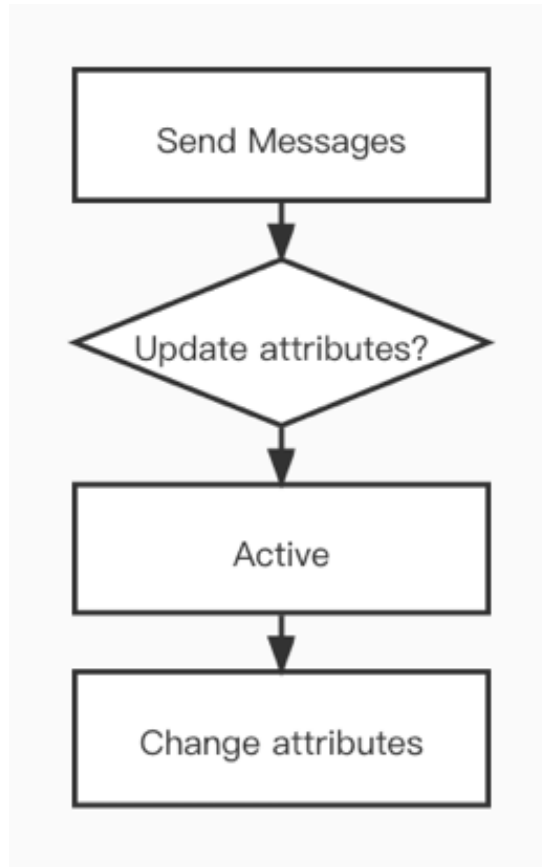 Send Messages
Update attributes?
Active
Change attributes